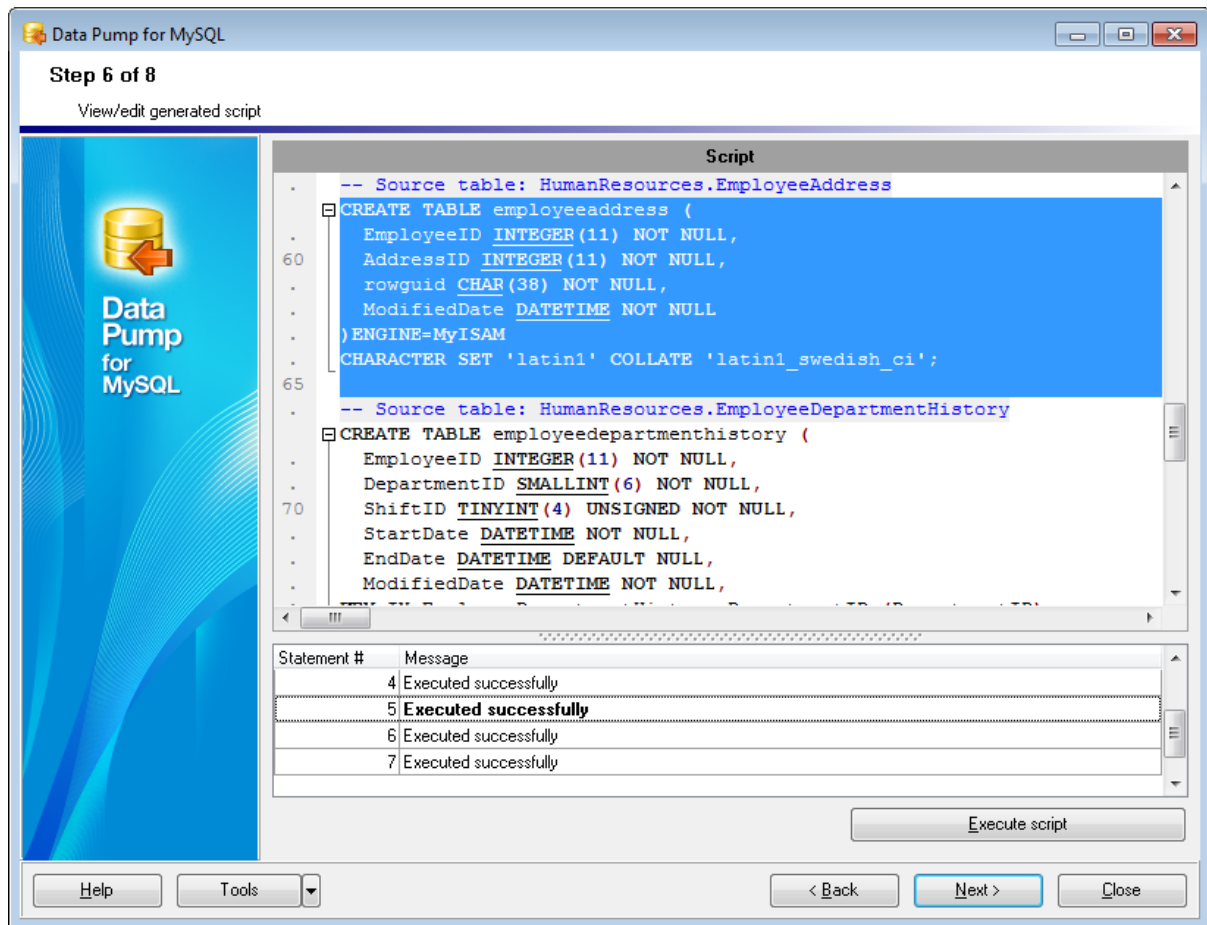 Data Pump for MySQL
Step 6 of 8
View/edit generated script
Data
Pump
for
MySQL
Script
-- Source table: HumanResources.EmployeeAddress
CREATE TABLE employeeaddress (
EmployeeID INTEGER(11) NOT NULL,
60 AddressID INTEGER(11) NOT NULL,
rowguid CHAR(38) NOT NULL,
ModifiedDate DATETIME NOT NULL
)ENGINE=MyISAM
CHARACTER SET 'latin1' COLLATE 'latin1_swedish_ci';
65
-- Source table: HumanResources.EmployeeDepartmentHistory
CREATE TABLE employeedepartmenthistory (
EmployeeID INTEGER(11) NOT NULL,
DepartmentID SMALLINT(6) NOT NULL,
70 ShiftID TINYINT(4) UNSIGNED NOT NULL,
StartDate DATETIME NOT NULL,
EndDate DATETIME DEFAULT NULL,
ModifiedDate DATETIME NOT NULL,
Statement # Message
4 Executed successfully
5 Executed successfully
6 Executed successfully
7 Executed successfully
Execute script
Help Tools < Back Next > Close